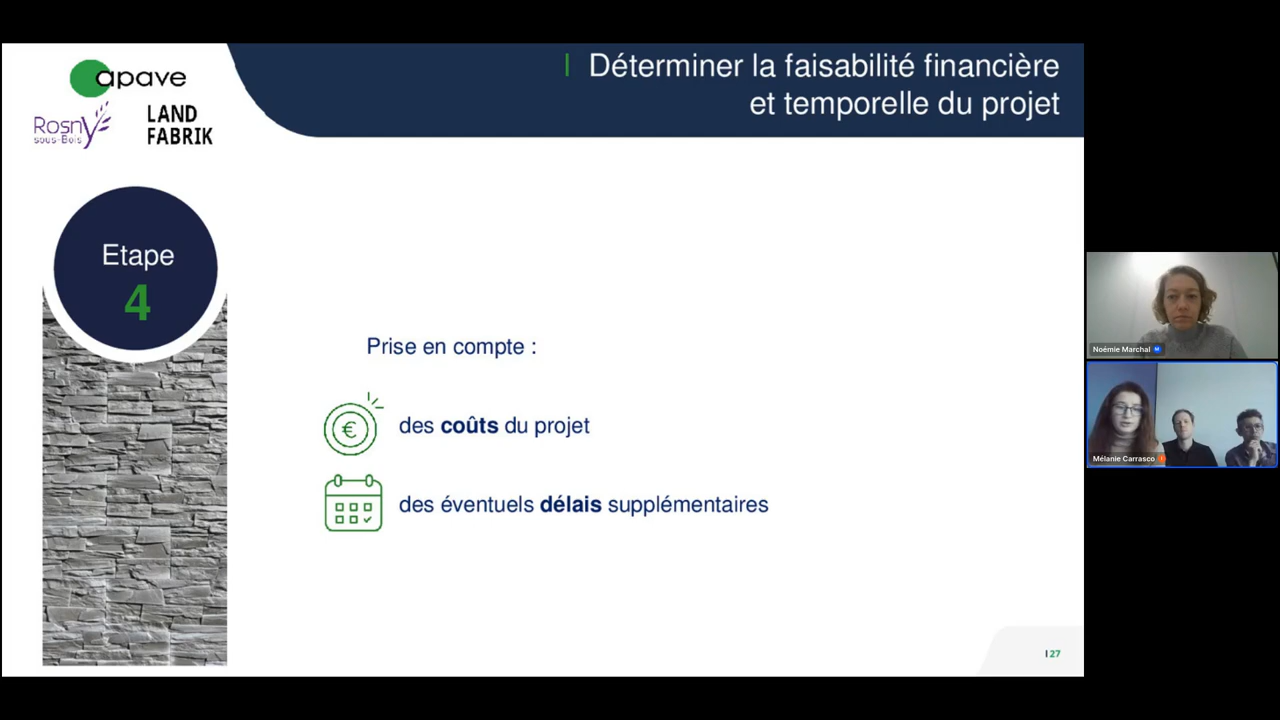 apave
Rosny
sous-Bois
LAND
FABRIK
| Déterminer la faisabilité financière
et temporelle du projet
Etape
4
Prise en compte :
€
des coûts du projet
des éventuels délais supplémentaires
| 27
Noémie Marchal
Mélanie Carrasco